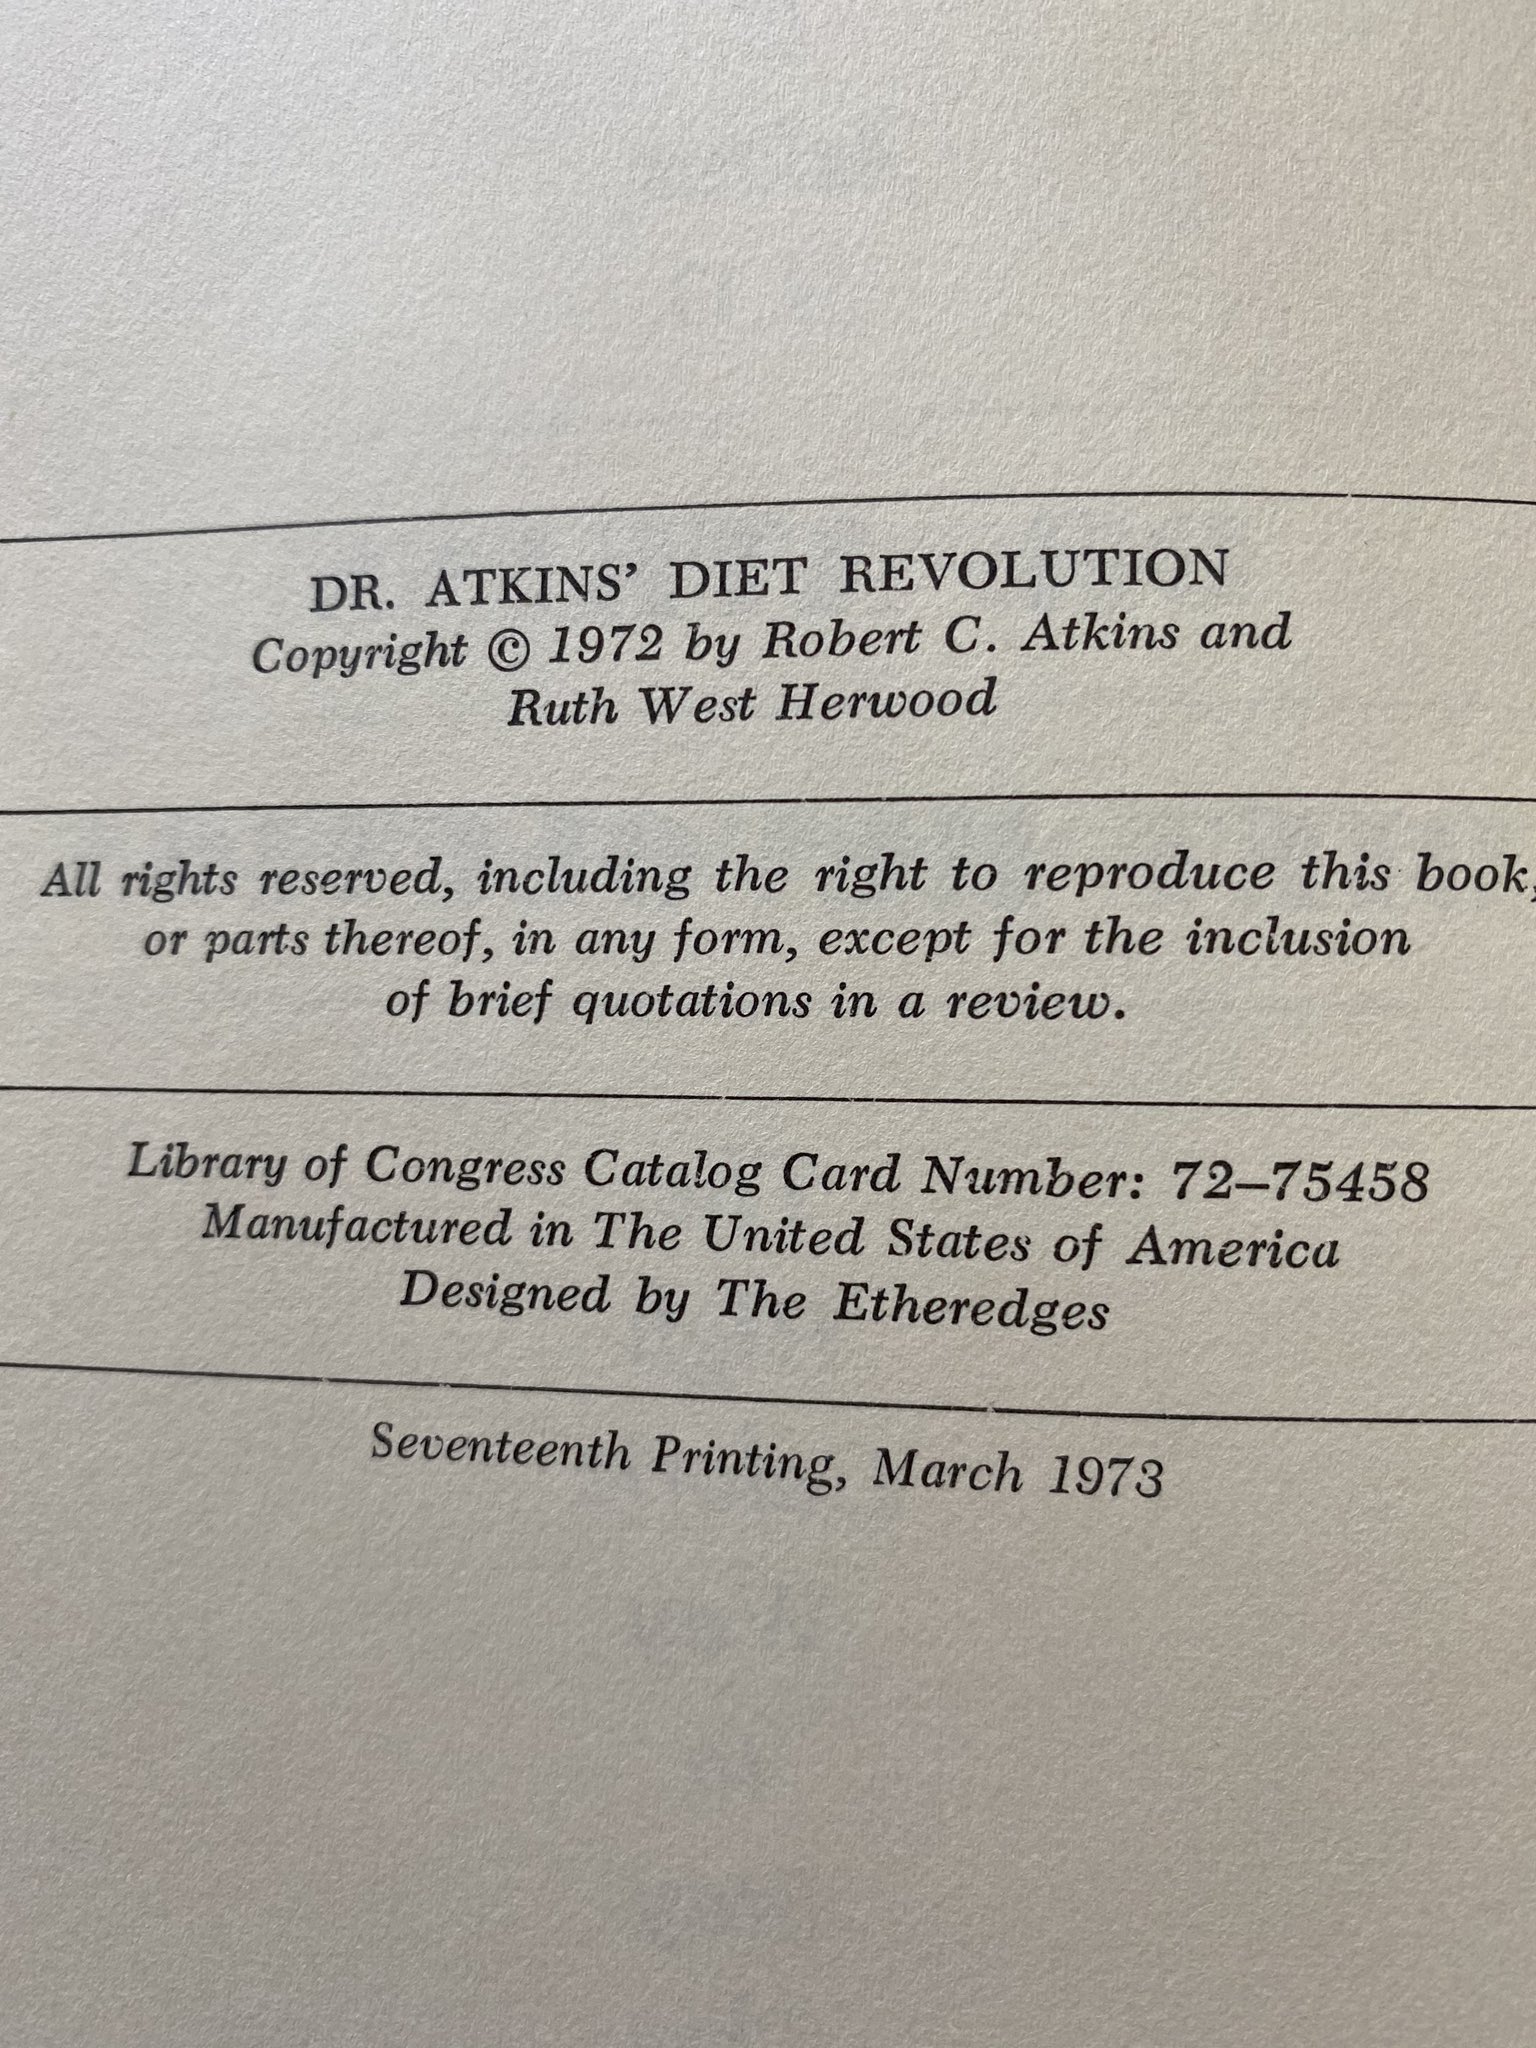 DR. ATKINS’ DIET REVOLUTION
Copyright © 1972 by Robert C. Atkins and
Ruth West Herwood
All rights reserved, including the right to reproduce this book,
or parts thereof, in any form, except for the inclusion
of brief quotations in a review.
Library of Congress Catalog Card Number: 72–75458
Manufactured in The United States of America
Designed by The Etheredges
Seventeenth Printing, March 1973